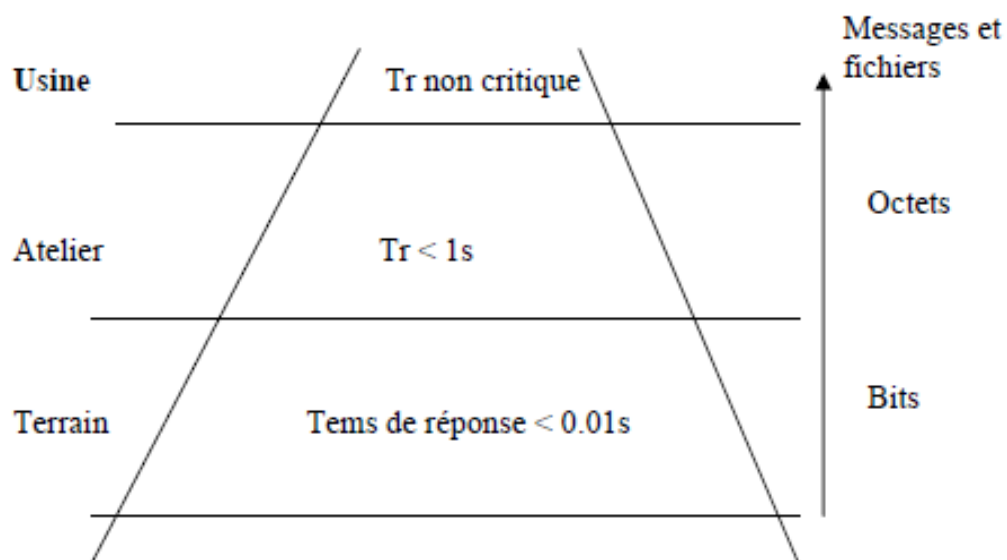 Messages et
fichiers
Usine
Tr non critique
Octets
Atelier
Tr < 1s
Bits
Terrain
Tems de réponse < 0.01s